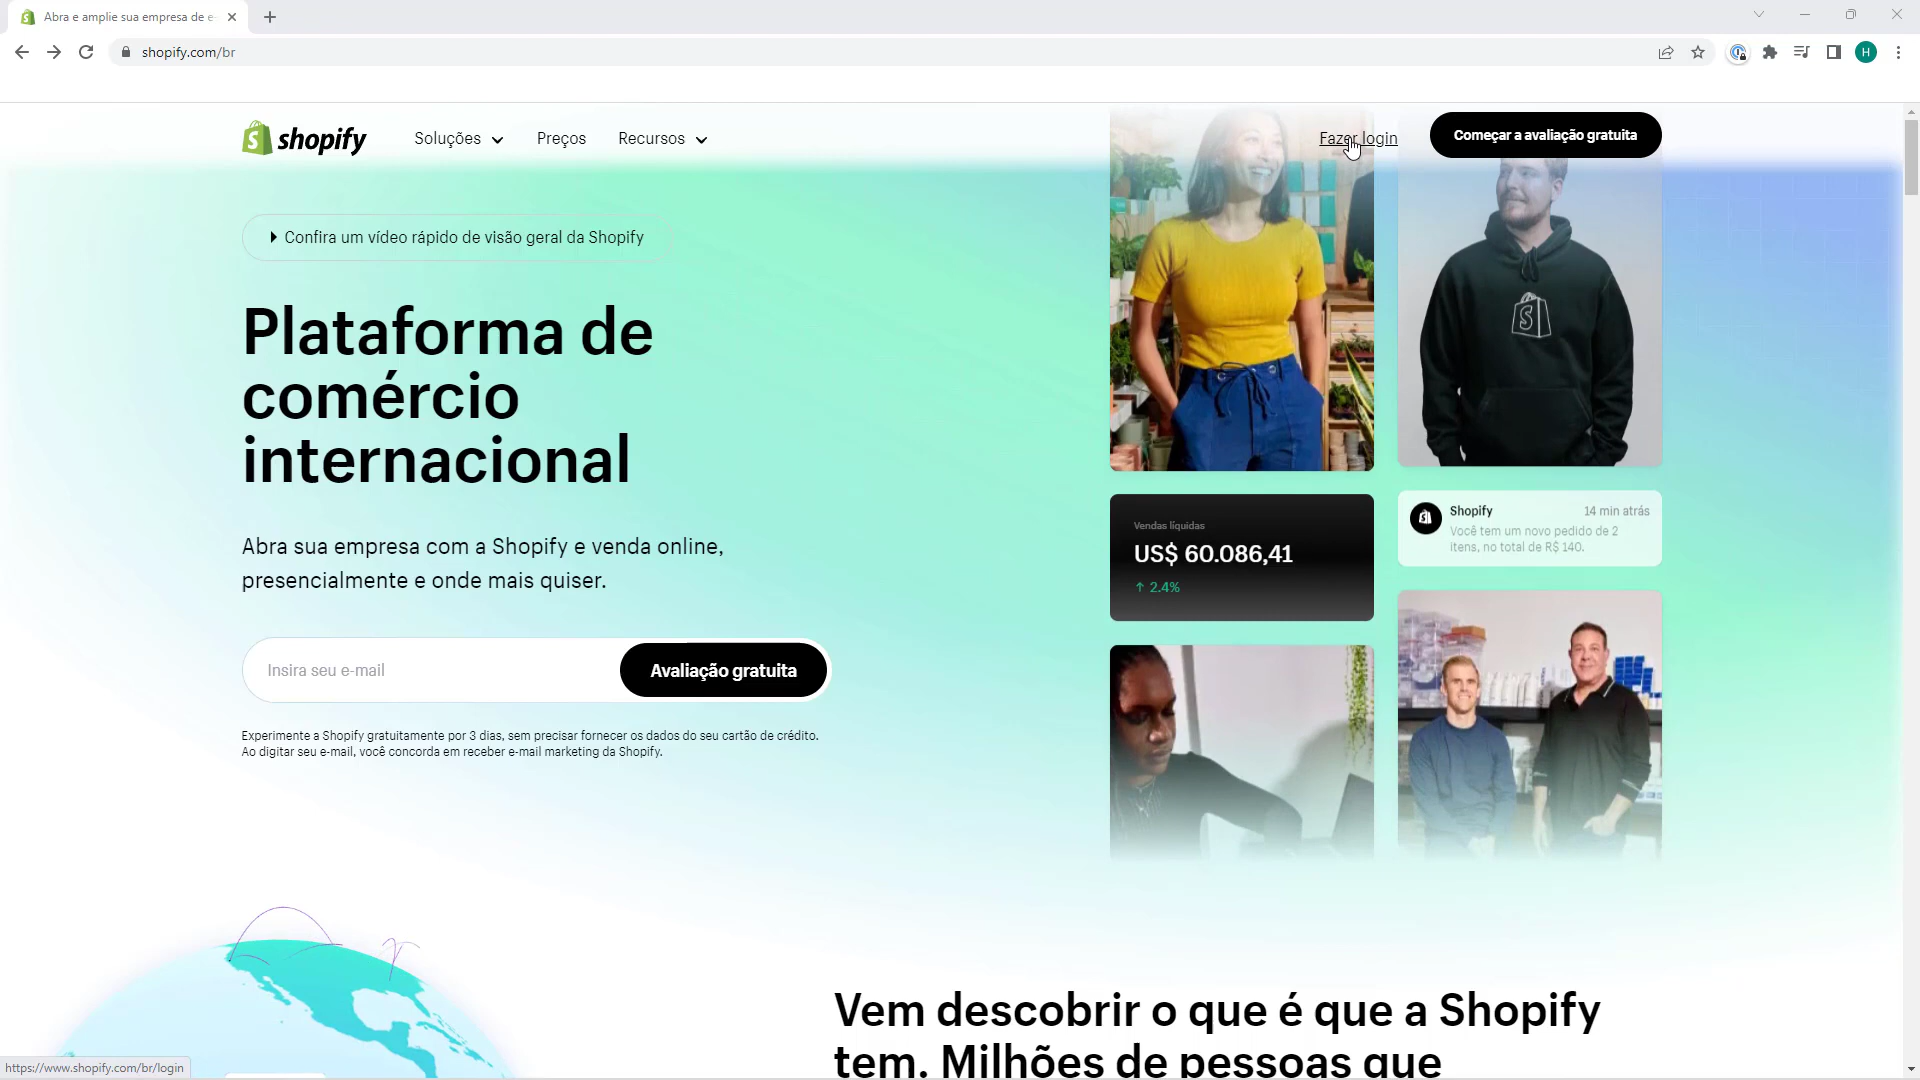 Abra e amplie sua empresa de e
shopify.com/br
H
shopify
Soluções
Preços
Recursos
Fazer login
Começar a avaliação gratuita
Confira um vídeo rápido de visão geral da Shopify
Plataforma de
comércio
internacional
Abra sua empresa com a Shopify e venda online,
presencialmente e onde mais quiser.
Insira seu e-mail
Avaliação gratuita
Experimente a Shopify gratuitamente por 3 dias, sem precisar fornecer os dados do seu cartão de crédito.
Ao digitar seu e-mail, você concorda em receber e-mail marketing da Shopify.
Vendas líquidas
US$ 60.086,41
↑ 2.4%
Shopify
14 min atrás
Você tem um novo pedido de 2
itens, no total de R$ 140.
Vem descobrir o que é que a Shopify
tem. Milhões de pessoas que
https://www.shopify.com/br/login